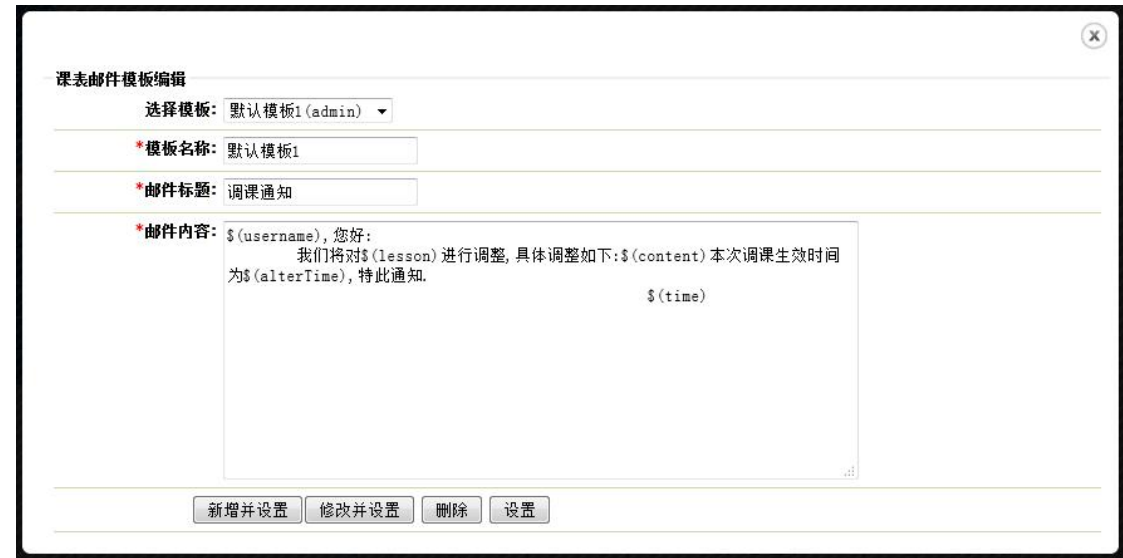 课表邮件模板编辑
选择模板: 默认模板1(admin)
*模板名称: 默认模板1
*邮件标题: 调课通知
*邮件内容: $(username),您好:
我们将对$(lesson)进行调整,具体调整如下:$(content)本次调课生效时间
为$(alterTime),特此通知.
$(time)
新增并设置 修改并设置 删除 设置